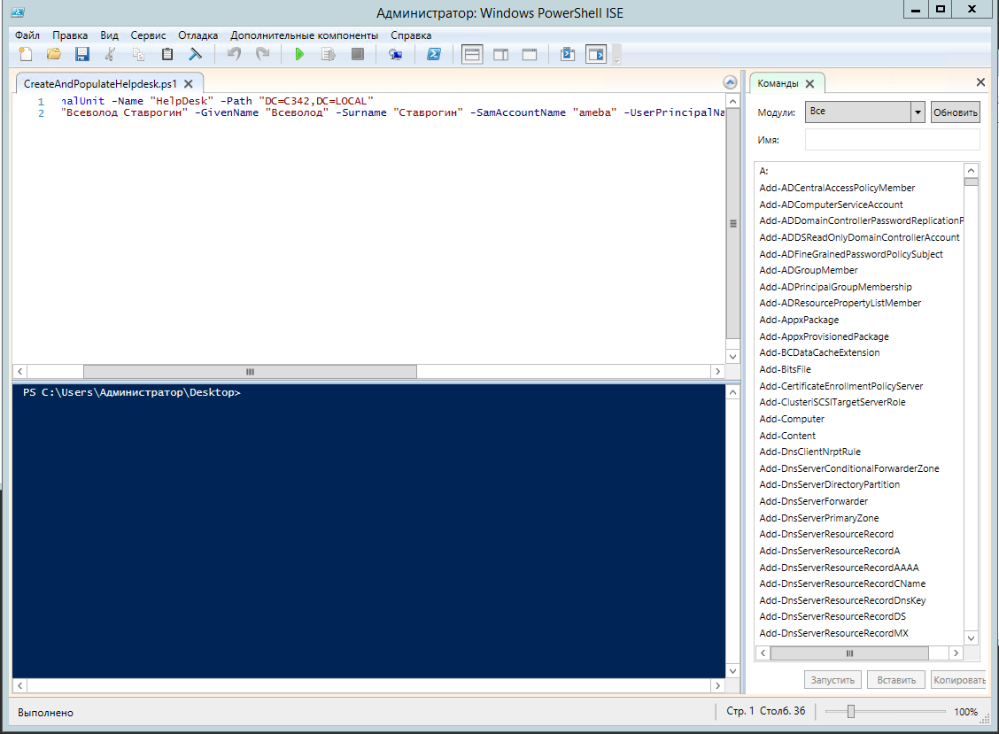 Администратор: Windows PowerShell ISE
Файл Правка Вид Сервис Отладка Дополнительные компоненты Справка
CreateAndPopulateHelpdesk.ps1
1 nalUnit -Name "HelpDesk" -Path "DC=C342,DC=LOCAL"
2 "Всеволод Ставрогин" -GivenName "Всеволод" -Surname "Ставрогин" -SamAccountName "ameba" -UserPrincipalNa
PS C:\Users\Администратор\Desktop>
Команды
Модули: Все Обновить
Имя:
A:
Add-ADCentralAccessPolicyMember
Add-ADComputerServiceAccount
Add-ADDomainControllerPasswordReplicationP
Add-ADDSReadOnlyDomainControllerAccount
Add-ADFineGrainedPasswordPolicySubject
Add-ADGroupMember
Add-ADPrincipalGroupMembership
Add-ADResourcePropertyListMember
Add-AppxPackage
Add-AppxProvisionedPackage
Add-BCDataCacheExtension
Add-BitsFile
Add-CertificateEnrollmentPolicyServer
Add-ClusteriSCSITargetServerRole
Add-Computer
Add-Content
Add-DnsClientNrptRule
Add-DnsServerConditionalForwarderZone
Add-DnsServerDirectoryPartition
Add-DnsServerForwarder
Add-DnsServerPrimaryZone
Add-DnsServerResourceRecord
Add-DnsServerResourceRecordA
Add-DnsServerResourceRecordAAAA
Add-DnsServerResourceRecordCName
Add-DnsServerResourceRecordDnsKey
Add-DnsServerResourceRecordDS
Add-DnsServerResourceRecordMX
Запустить Вставить Копировать
Выполнено
Стр. 1 Столб. 36
100%